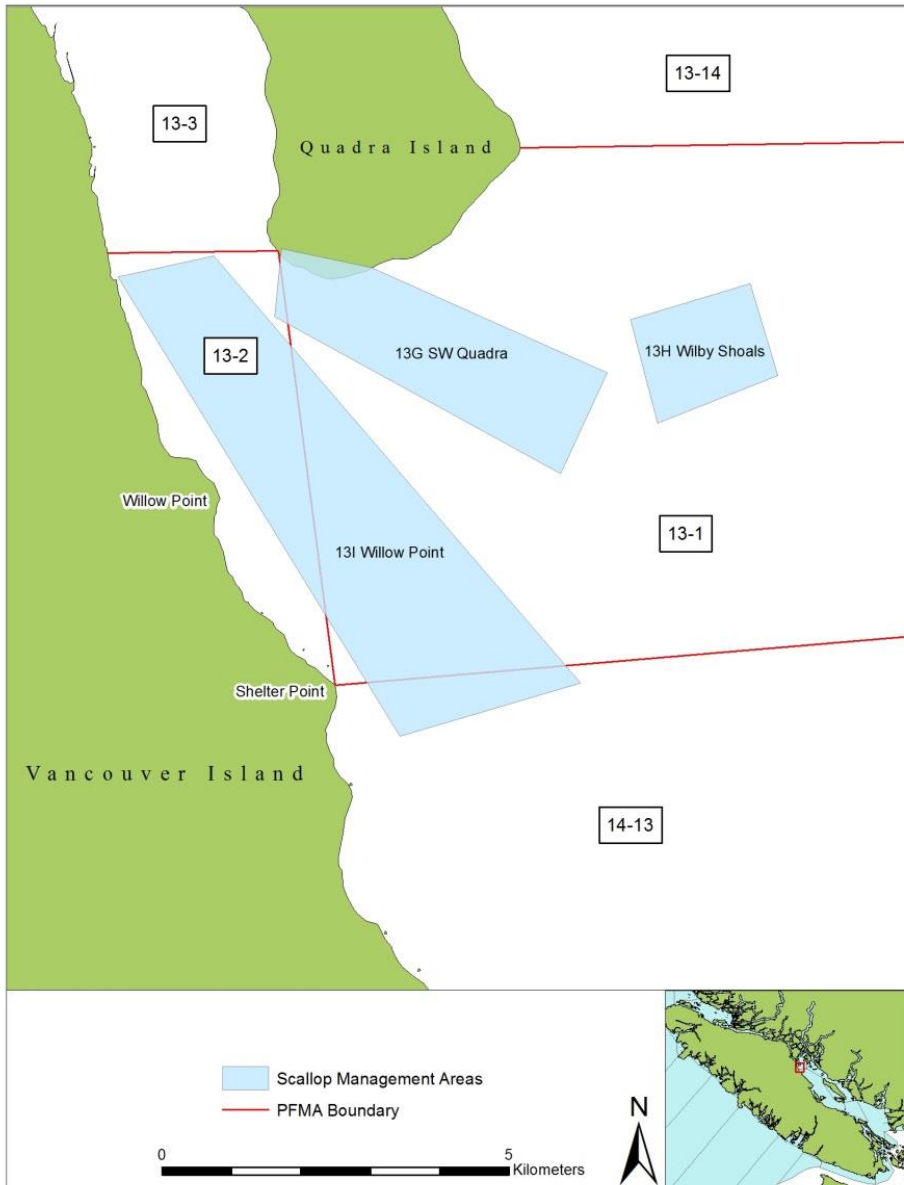 13-14
13-3
Quadra Island
13-2
13G SW Quadra
13H Wilby Shoals
Willow Point
13-1
13I Willow Point
Shelter Point
Vancouver Island
14-13
Scallop Management Areas
PFMA Boundary
N
0 5
Kilometers